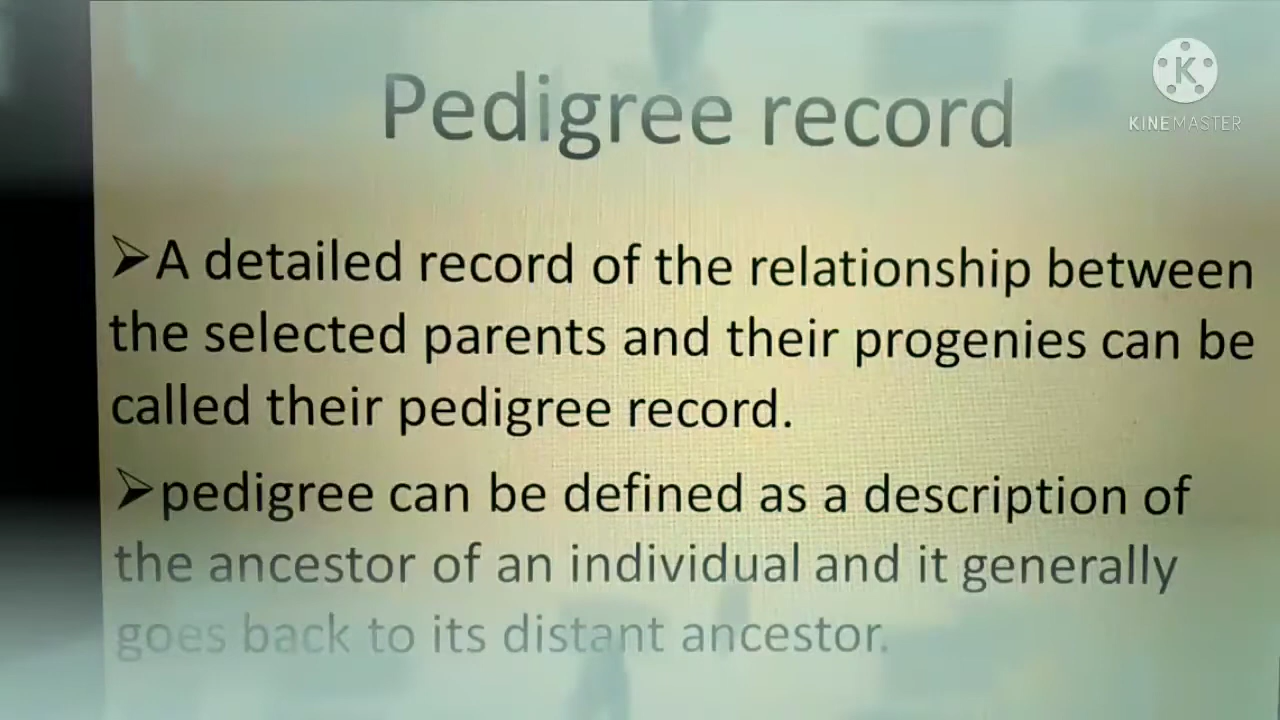 Pedigree record
KINEMASTER
➢A detailed record of the relationship between
the selected parents and their progenies can be
called their pedigree record.
➢pedigree can be defined as a description of
the ancestor of an individual and it generally
goes back to its distant ancestor.